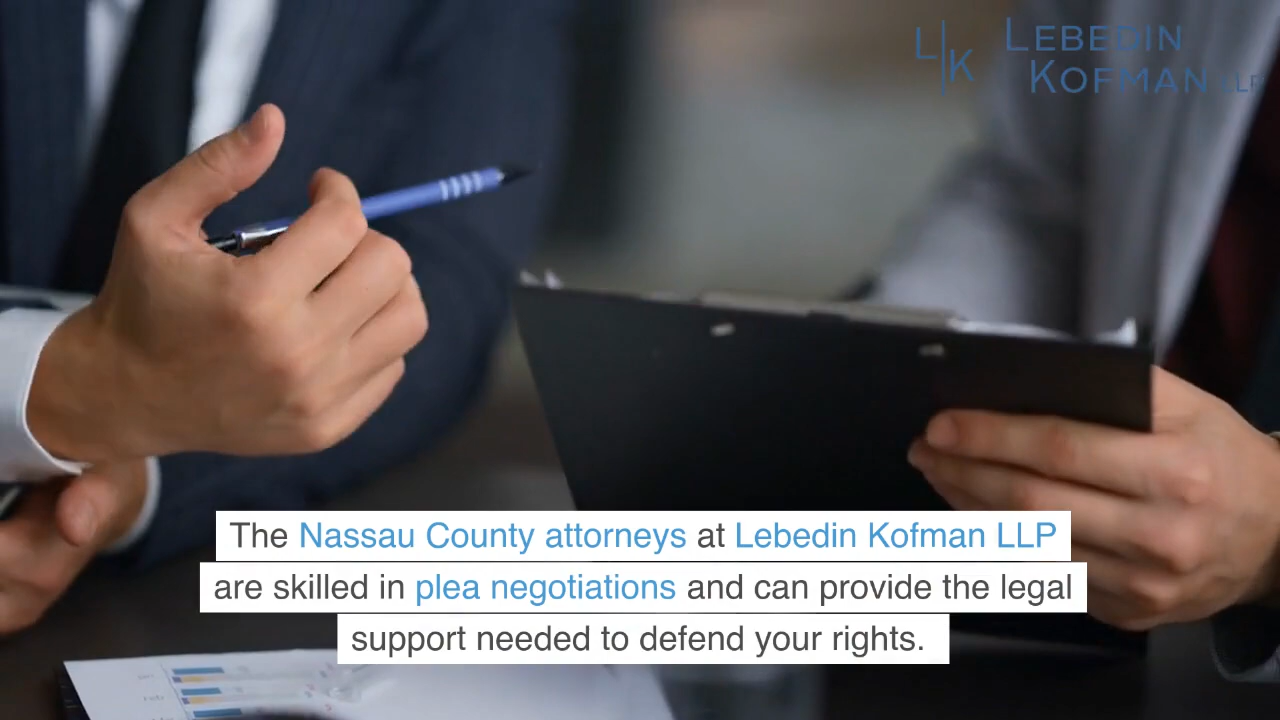 L|K LEBEDIN
KOFMAN LLP
The Nassau County attorneys at Lebedin Kofman LLP
are skilled in plea negotiations and can provide the legal
support needed to defend your rights.